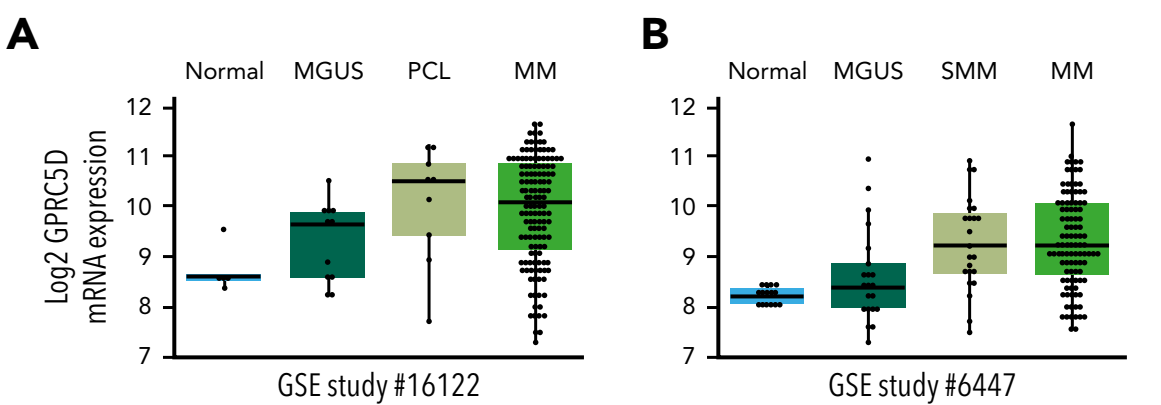 A
B
Normal MGUS PCL MM
Normal MGUS SMM MM
Log2 GPRC5D
mRNA expression
12
11
10
9
8
7
12
11
10
9
8
7
GSE study #16122
GSE study #6447